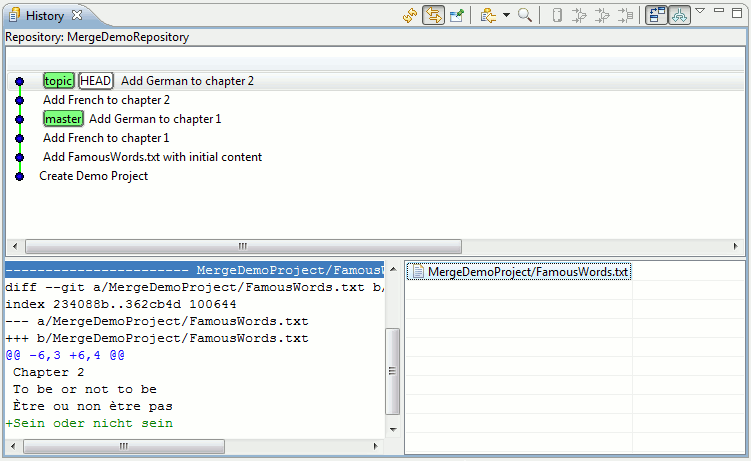 History
Repository: MergeDemoRepository
topic HEAD Add German to chapter 2
Add French to chapter 2
master Add German to chapter 1
Add French to chapter 1
Add FamousWords.txt with initial content
Create Demo Project
----------------------- MergeDemoProject/FamousW
diff --git a/MergeDemoProject/FamousWords.txt b/
index 234088b..362cb4d 100644
--- a/MergeDemoProject/FamousWords.txt
+++ b/MergeDemoProject/FamousWords.txt
@@ -6,3 +6,4 @@
Chapter 2
To be or not to be
Être ou non être pas
+Sein oder nicht sein
MergeDemoProject/FamousWords.txt